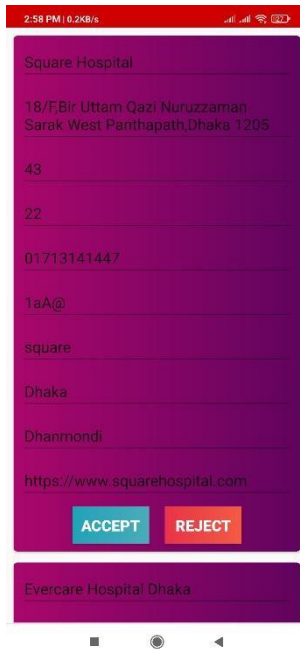 2:58 PM | 0.2KB/s
27
Square Hospital
18/F,Bir Uttam Qazi Nuruzzaman
Sarak West Panthapath,Dhaka 1205
43
22
01713141447
1aA@
square
Dhaka
Dhanmondi
https://www.squarehospital.com
ACCEPT REJECT
Evercare Hospital Dhaka